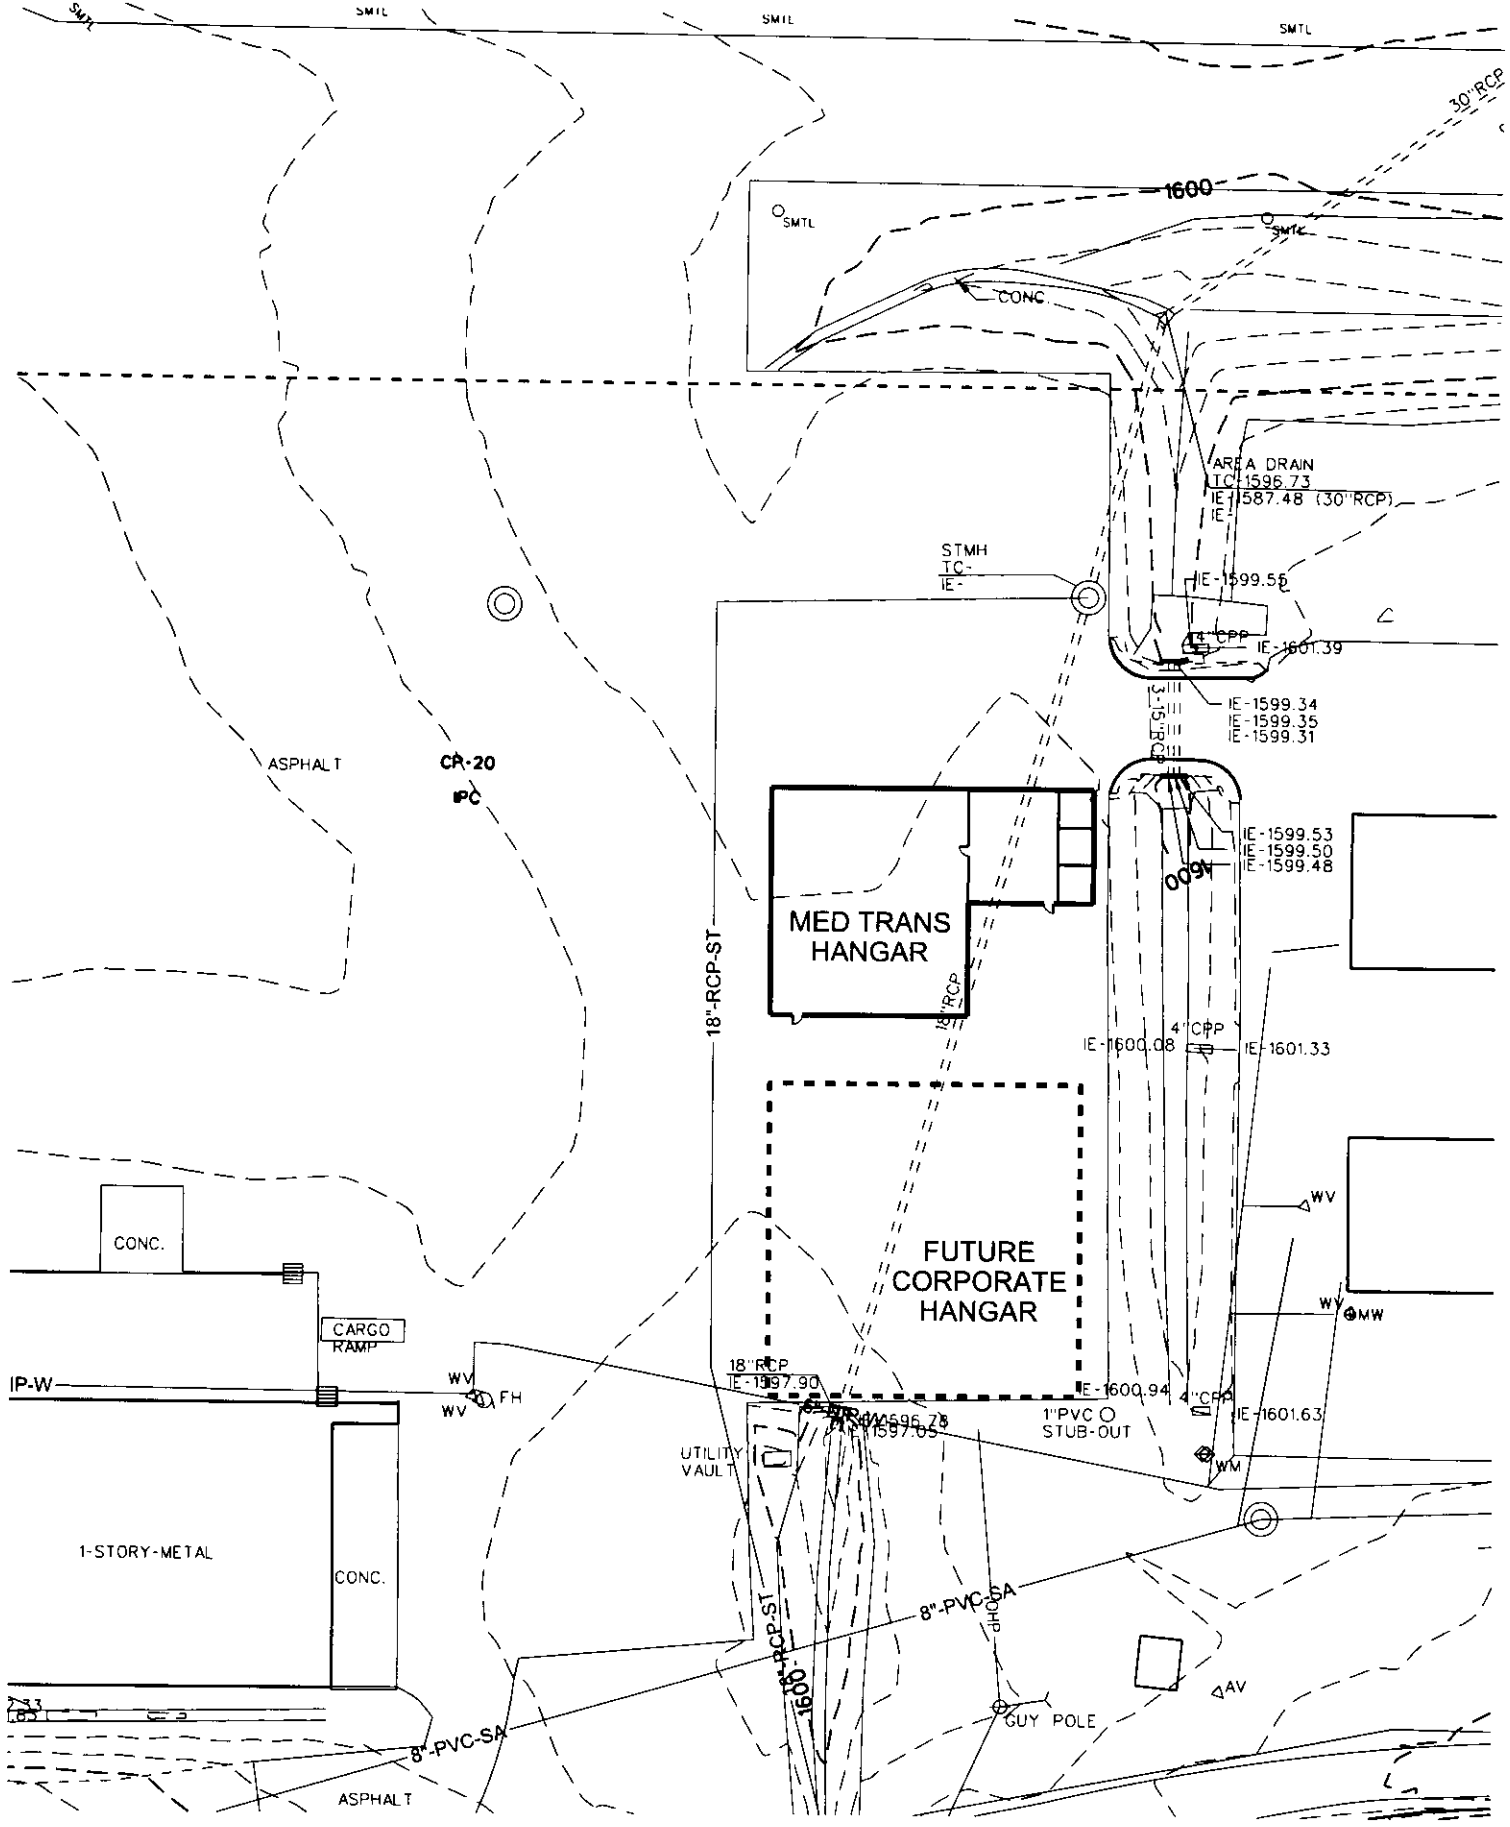 SMTL
SMTL
SMTL
SMTL
30"RCP
1600
SMTL
SMTL
CONC.
AREA DRAIN
TC-1596.73
IE-1587.48 (30"RCP)
IE-
STMH
TC-
IE-
IE-1599.55
4"CPP
IE-1601.39
3-15"RCP
IE-1599.34
IE-1599.35
IE-1599.31
ASPHALT
CR-20
IPC
IE-1599.53
IE-1599.50
IE-1599.48
1600
MED TRANS
HANGAR
18"-RCP-ST
18"RCP
4"CPP
IE-1600.08
IE-1601.33
WV
CONC.
FUTURE
CORPORATE
HANGAR
WV
MW
CARGO
RAMP
18"RCP
IE-1597.90
IP-W
WV
FH
WV
IE-1600.94
4"CPP
IE-1601.63
1596.78
1597.05
1"PVC
STUB-OUT
UTILITY
VAULT
WM
1-STORY-METAL
CONC.
8"-PVC-SA
OHP
18"-RCP-ST
1600
AV
GUY POLE
8"-PVC-SA
ASPHALT